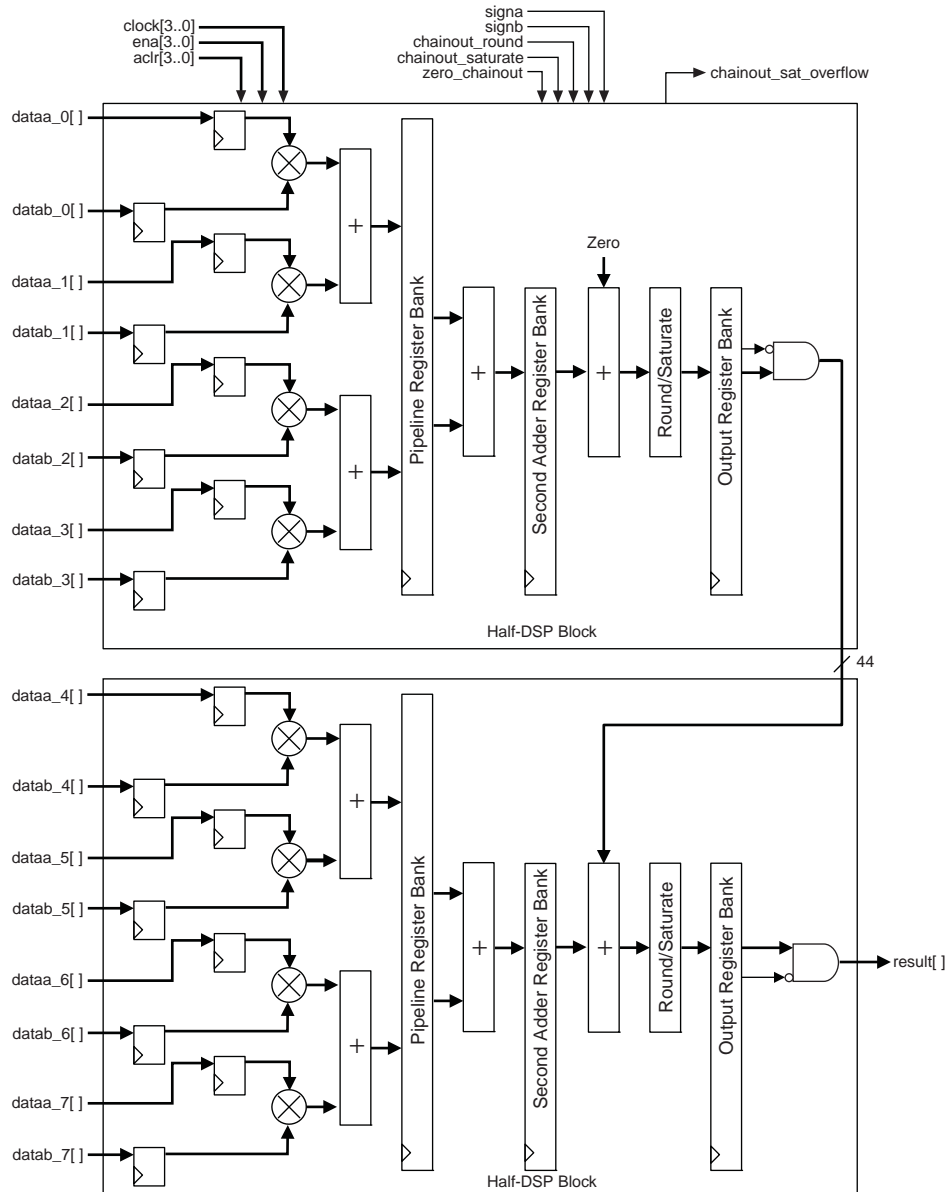 clock[3..0]
ena[3..0]
aclr[3..0]
signa
signb
chainout_round
chainout_saturate
zero_chainout
chainout_sat_overflow
dataa_0[ ]
datab_0[ ]
dataa_1[ ]
datab_1[ ]
dataa_2[ ]
datab_2[ ]
dataa_3[ ]
datab_3[ ]
+
+
Pipeline Register Bank
+
Second Adder Register Bank
Zero
+
Round/Saturate
Output Register Bank
Half-DSP Block
44
dataa_4[ ]
datab_4[ ]
dataa_5[ ]
datab_5[ ]
dataa_6[ ]
datab_6[ ]
dataa_7[ ]
datab_7[ ]
+
+
Pipeline Register Bank
+
Second Adder Register Bank
+
Round/Saturate
Output Register Bank
result[ ]
Half-DSP Block